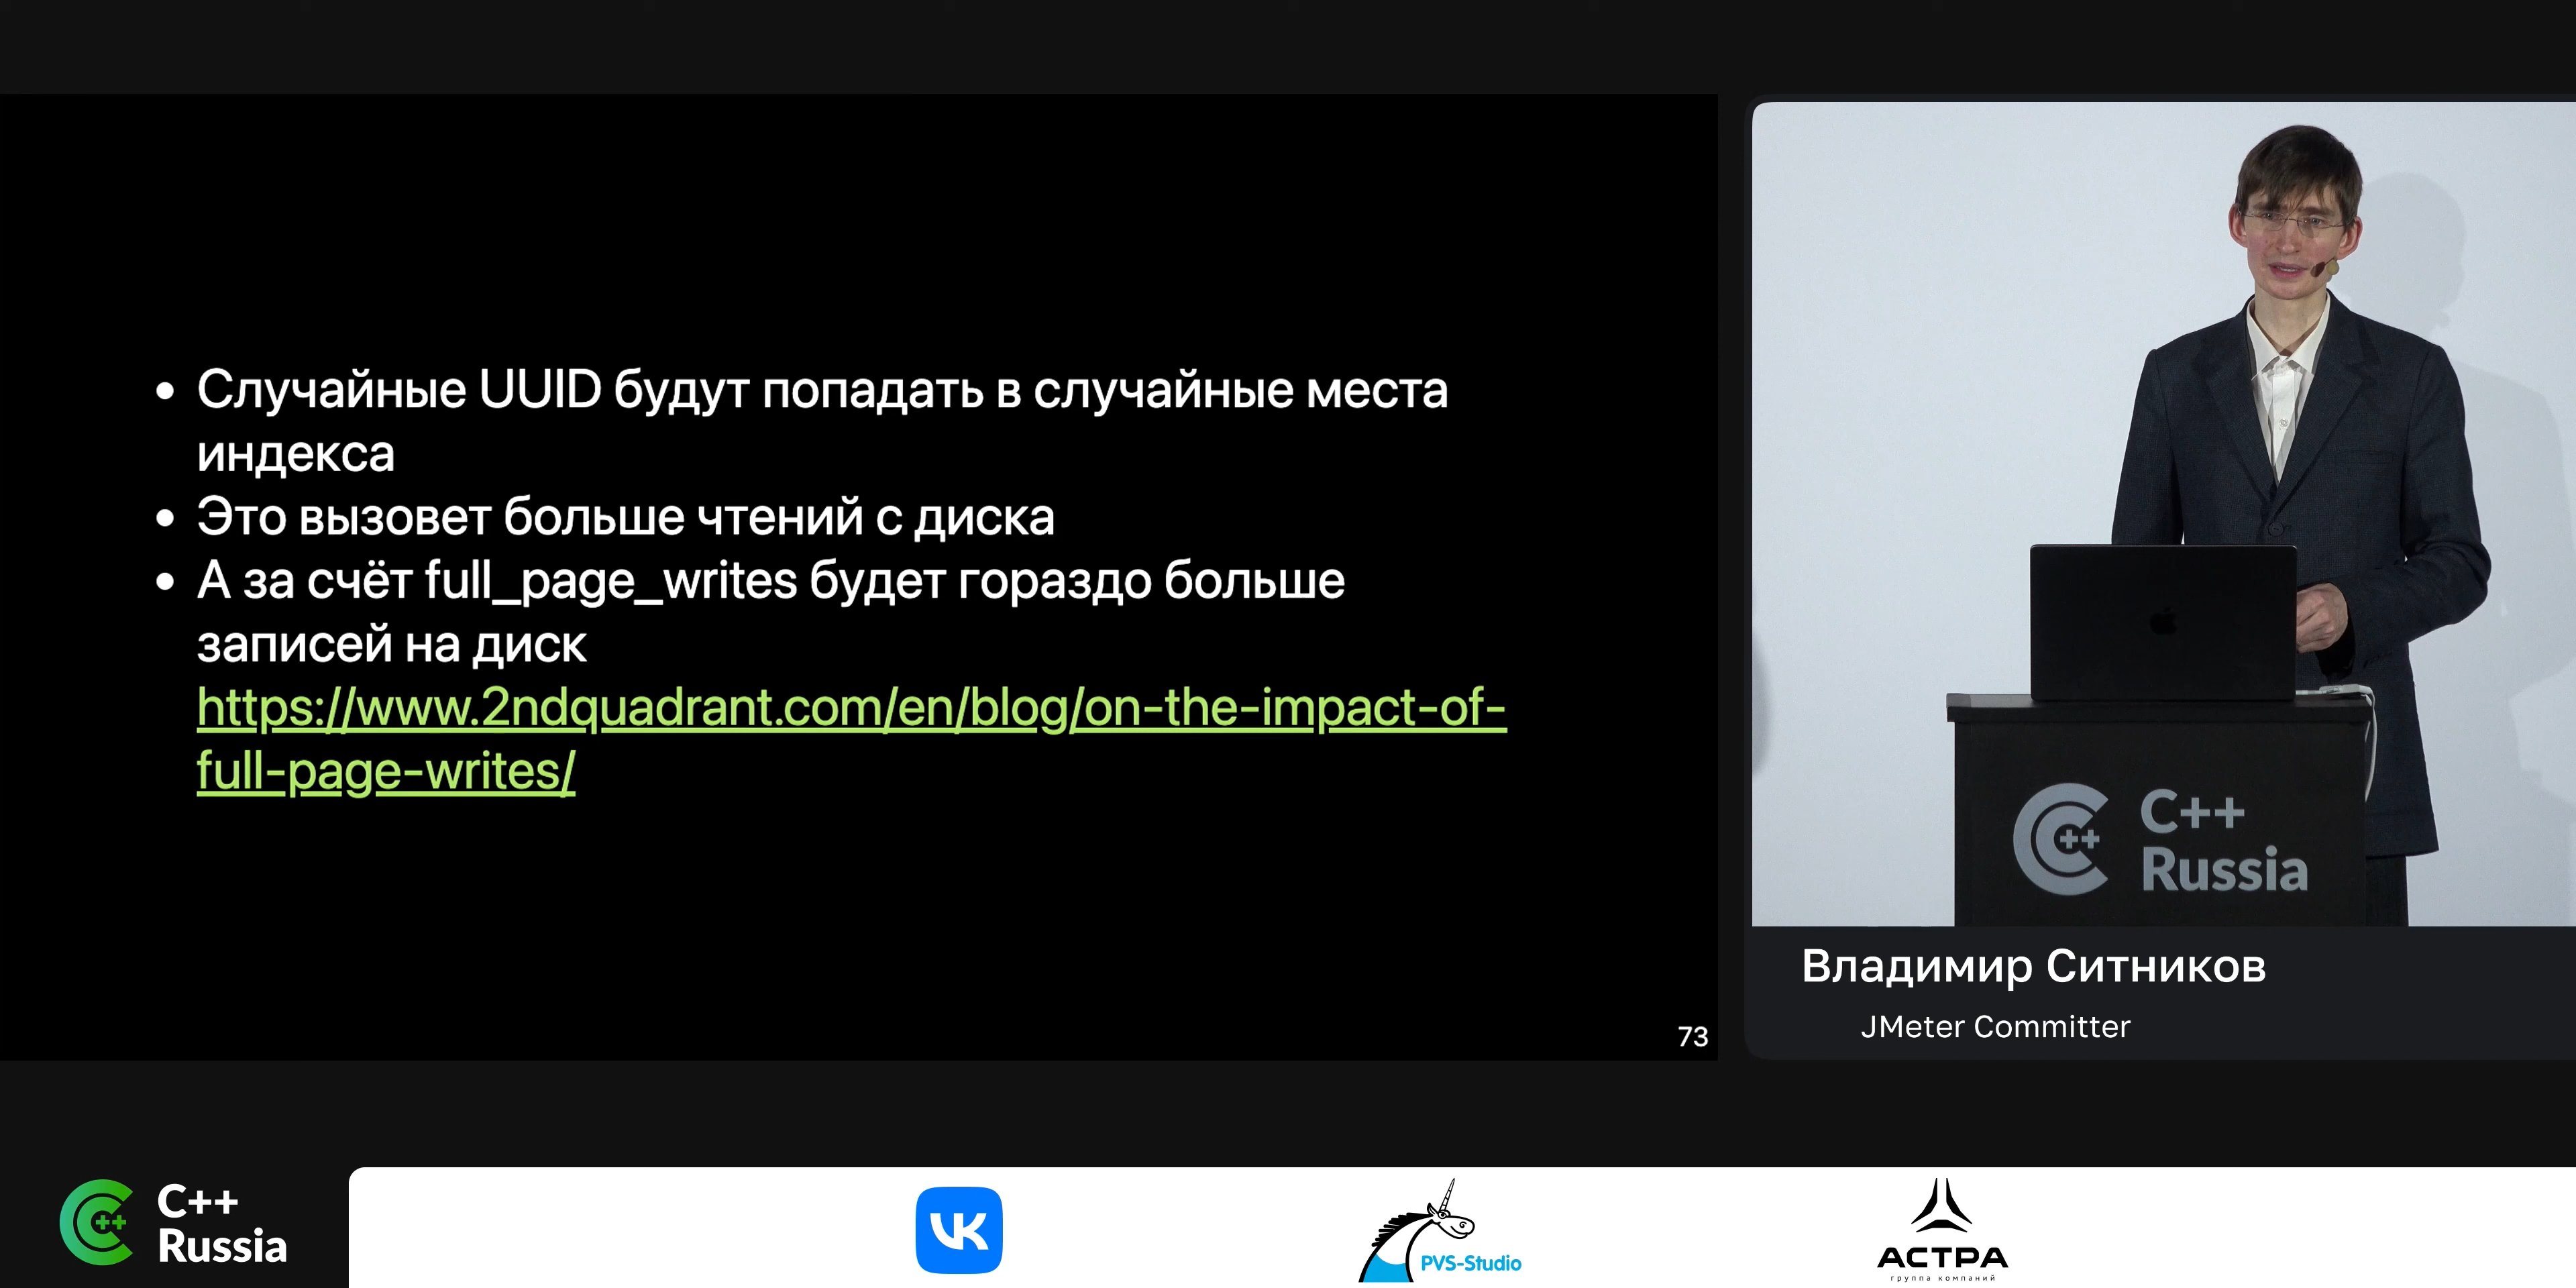 • Случайные UUID будут попадать в случайные места
индекса
• Это вызовет больше чтений с диска
• А за счёт full_page_writes будет гораздо больше
записей на диск
https://www.2ndquadrant.com/en/blog/on-the-impact-of-
full-page-writes/
73
C++
Russia
Владимир Ситников
JMeter Committer
C++
Russia
VK
PVS-Studio
АСТРА
группа компаний